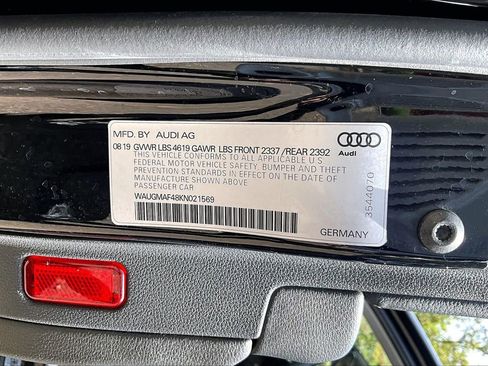 MFD. BY AUDI AG
08 19 GVWR LBS 4619 GAWR LBS FRONT 2337 /REAR 2392
THIS VEHICLE CONFORMS TO ALL APPLICABLE U.S.
FEDERAL MOTOR VEHICLE SAFETY, BUMPER AND THEFT
PREVENTION STANDARDS IN EFFECT ON THE DATE OF
MANUFACTURE SHOWN ABOVE
PASSENGER CAR
WAUGMAF48KN021569
Audi
3544070
GERMANY